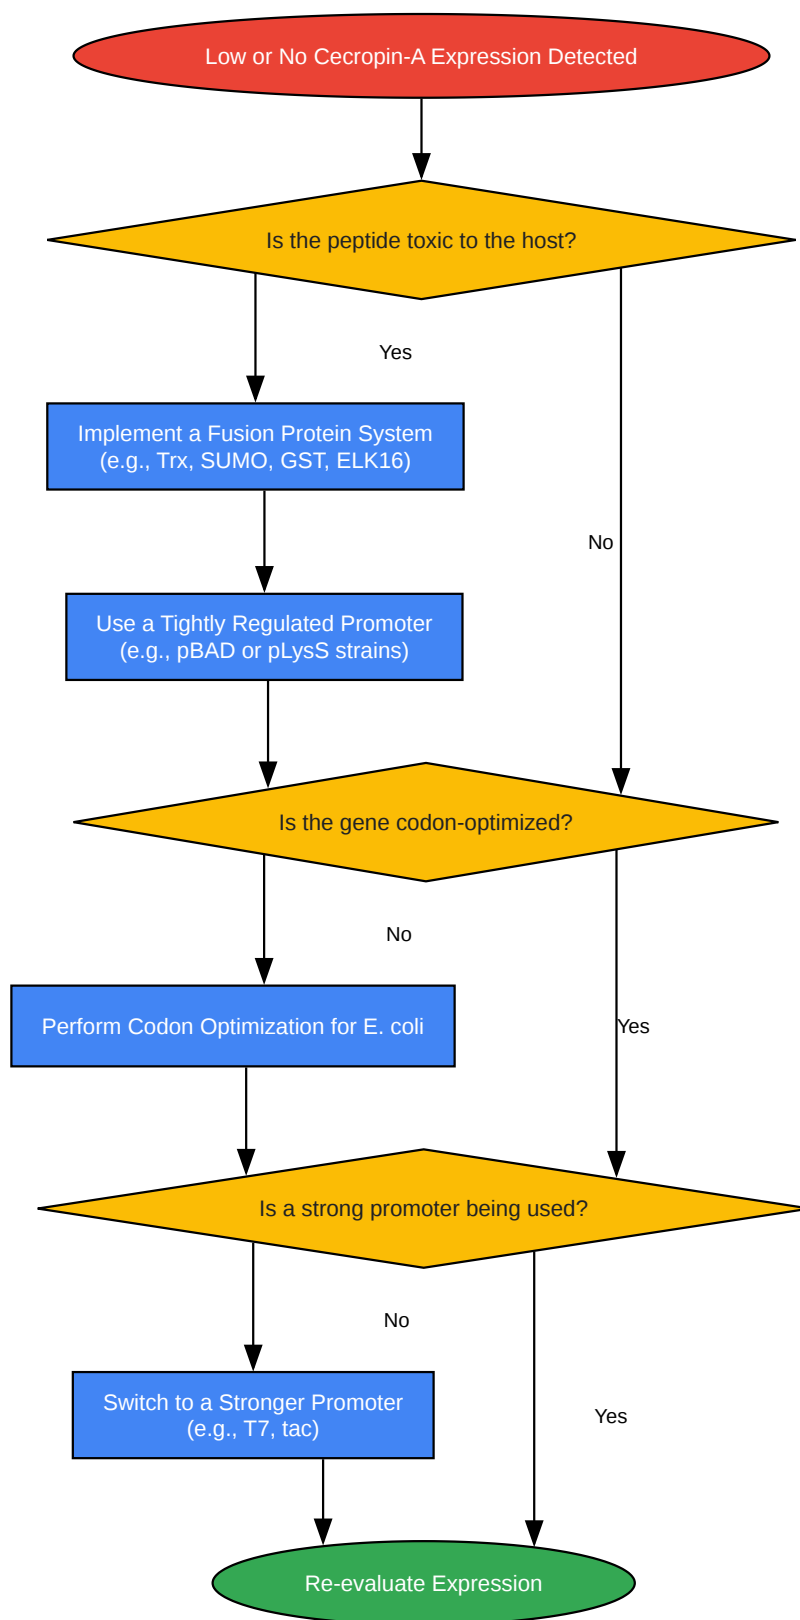 Low or No Cecropin-A Expression Detected
Is the peptide toxic to the host?
Yes
Implement a Fusion Protein System
(e.g., Trx, SUMO, GST, ELK16)
No
Use a Tightly Regulated Promoter
(e.g., pBAD or pLysS strains)
Is the gene codon-optimized?
No
Perform Codon Optimization for E. coli
Yes
Is a strong promoter being used?
No
Switch to a Stronger Promoter
(e.g., T7, tac)
Yes
Re-evaluate Expression